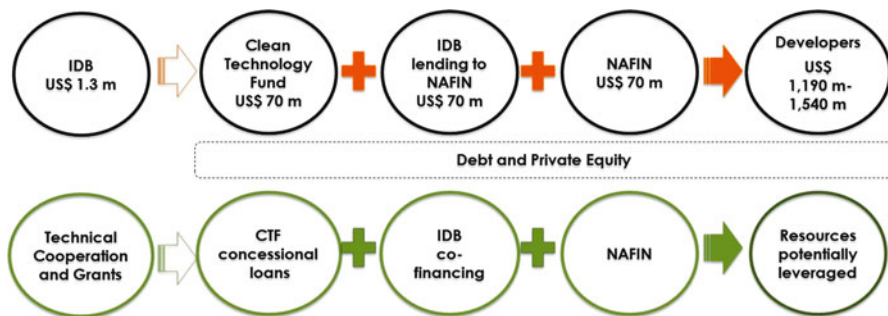 IDB
US$ 1.3 m
Clean
Technology
Fund
US$ 70 m
IDB
lending to
NAFIN
US$ 70 m
NAFIN
US$ 70 m
Developers
US$
1,190 m-
1,540 m
Debt and Private Equity
Technical
Cooperation
and Grants
CTF
concessional
loans
IDB
co-
financing
NAFIN
Resources
potentially
leveraged